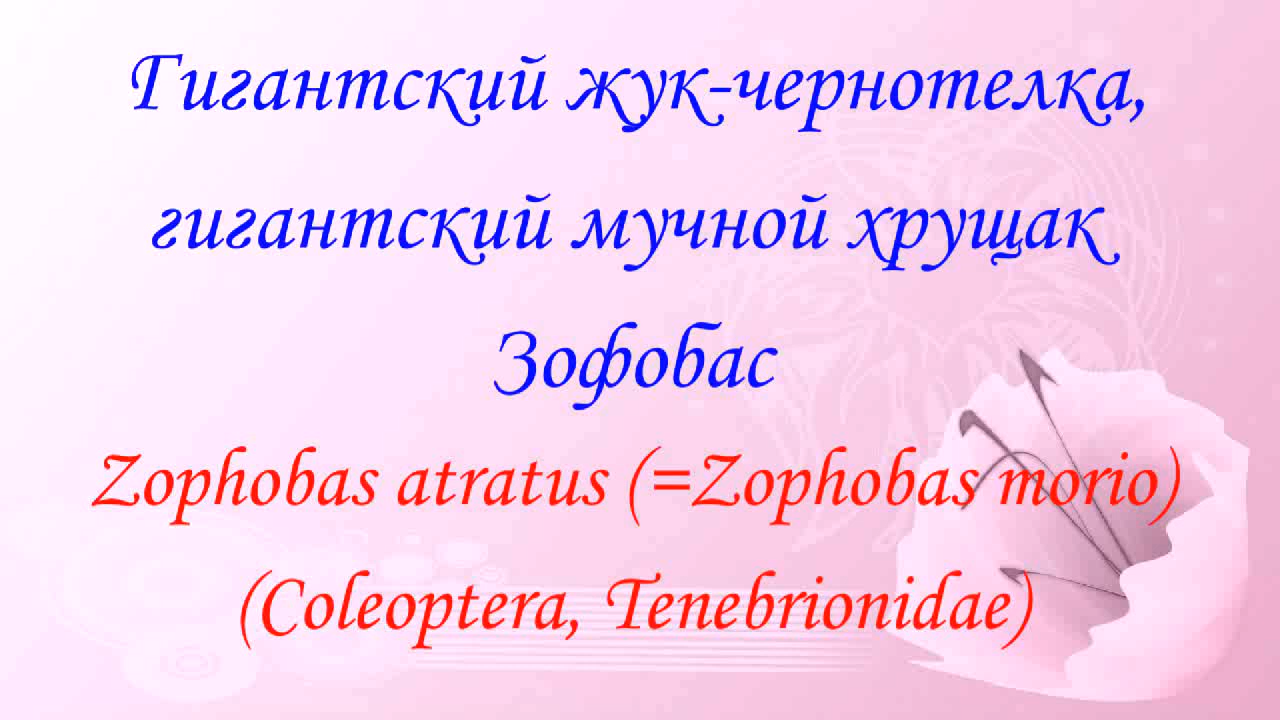 Гигантский жук-чернотелка,
гигантский мучной хрущак
Зофобас
Zophobas atratus (=Zophobas morio)
(Coleoptera, Tenebrionidae)